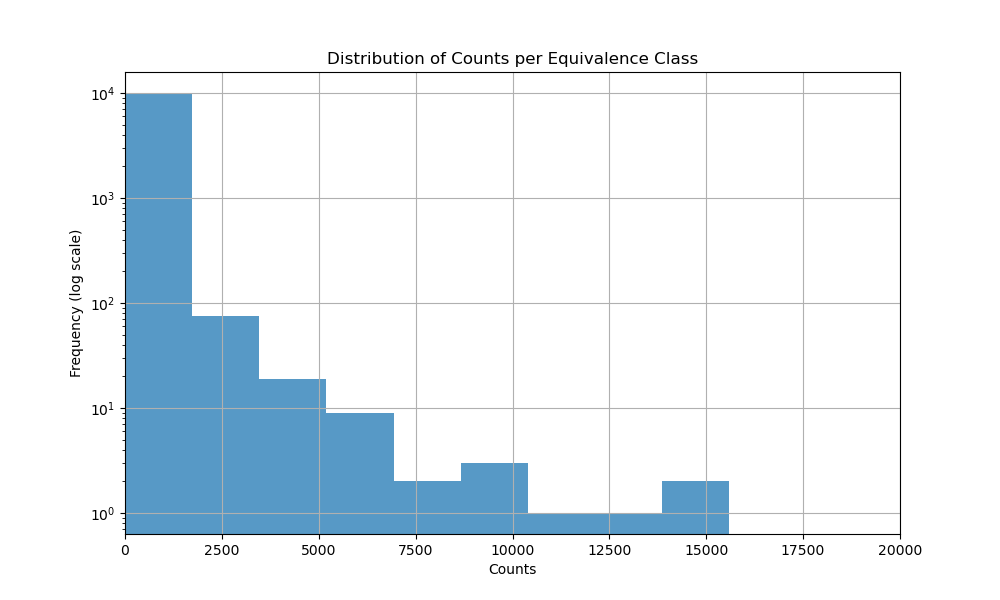 Distribution of Counts per Equivalence Class
Frequency (log scale)
10⁴
10³
10²
10¹
10⁰
0 2500 5000 7500 10000 12500 15000 17500 20000
Counts